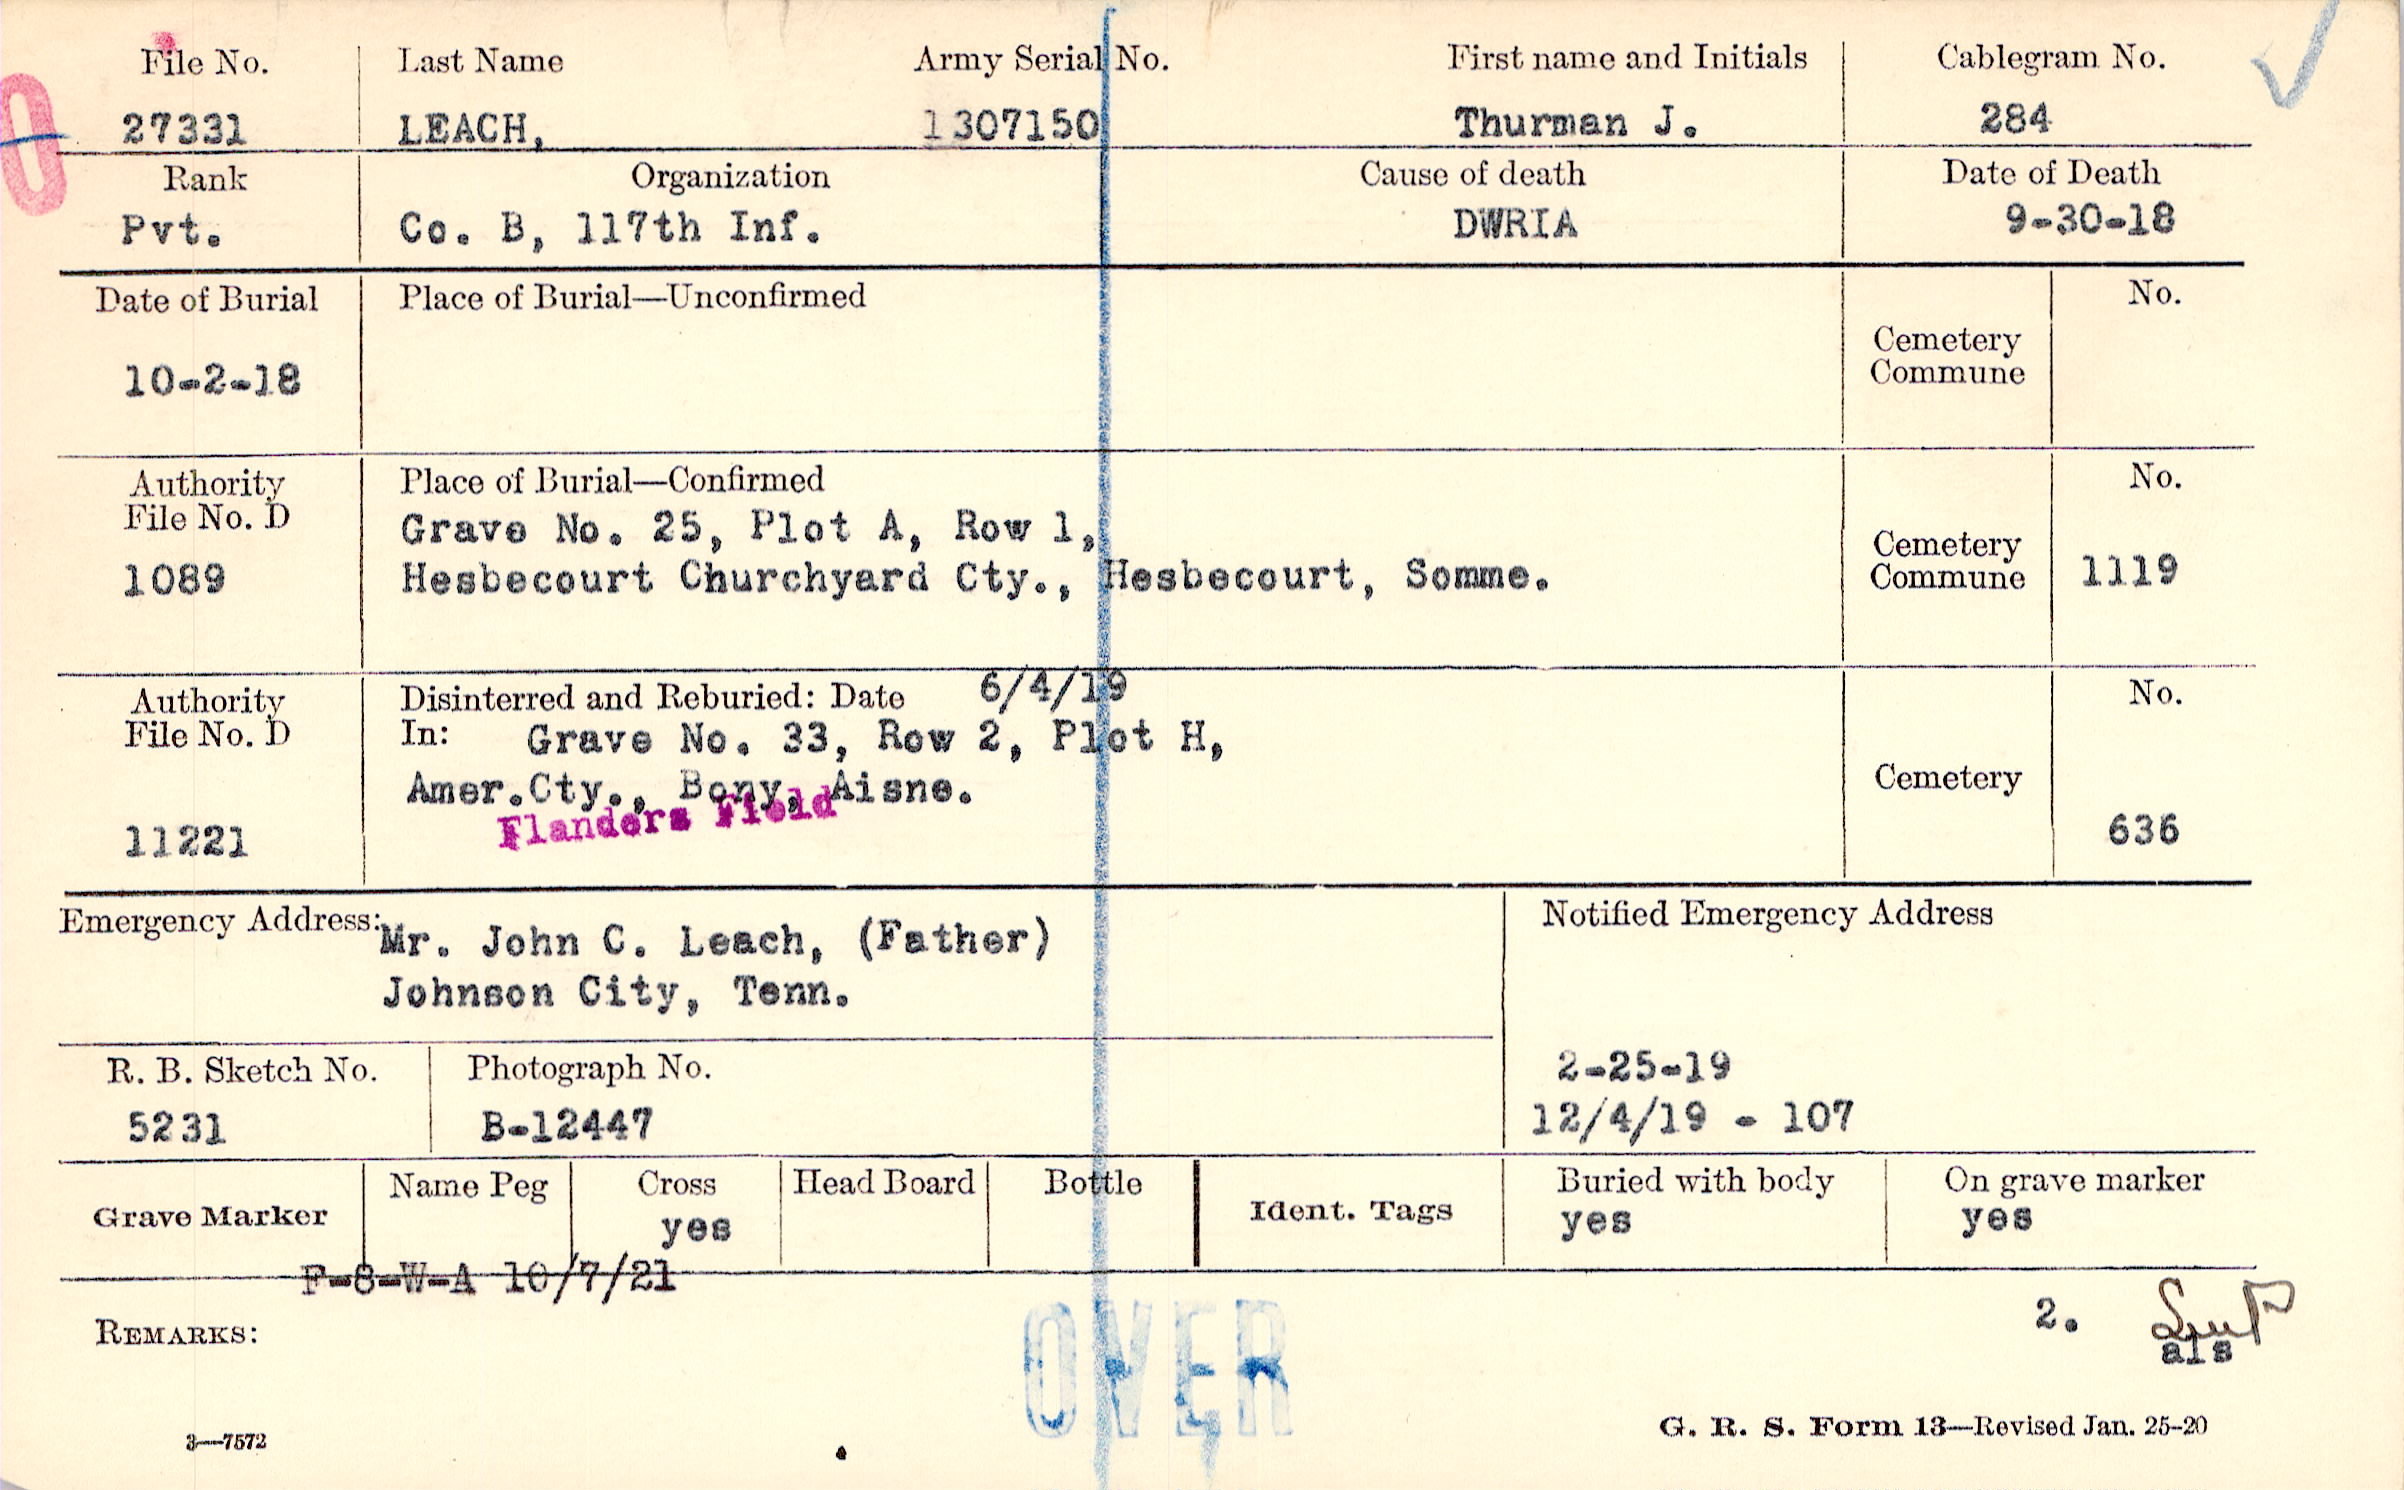 File No. Last Name Army Serial No. First name and Initials Cablegram No.
27331 LEACH, 1307150 Thurman J. 284
Rank Organization Cause of death Date of Death
Pvt. Co. B, 117th Inf. DWRIA 9-30-18
Date of Burial Place of Burial—Unconfirmed No.
Cemetery
Commune
10-2-18
Authority Place of Burial—Confirmed No.
File No. D Grave No. 25, Plot A, Row 1, Cemetery
1089 Hesbecourt Churchyard Cty., Hesbecourt, Somme. Commune 1119
Authority Disinterred and Reburied: Date 6/4/19 No.
File No. D In: Grave No. 33, Row 2, Plot H,
Amer.Cty., Bony, Aisne. Cemetery
Flanders Field
11221 636
Emergency Address: Mr. John C. Leach, (Father) Notified Emergency Address
Johnson City, Tenn.
R. B. Sketch No. Photograph No. 2-25-19
5231 B-12447 12/4/19 - 107
Grave Marker Name Peg Cross Head Board Bottle Ident. Tags Buried with body On grave marker
yes yes yes
F-8-W-A 10/7/21
REMARKS: 2.
als
OVER
3—7572 G. R. S. Form 13—Revised Jan. 25-20